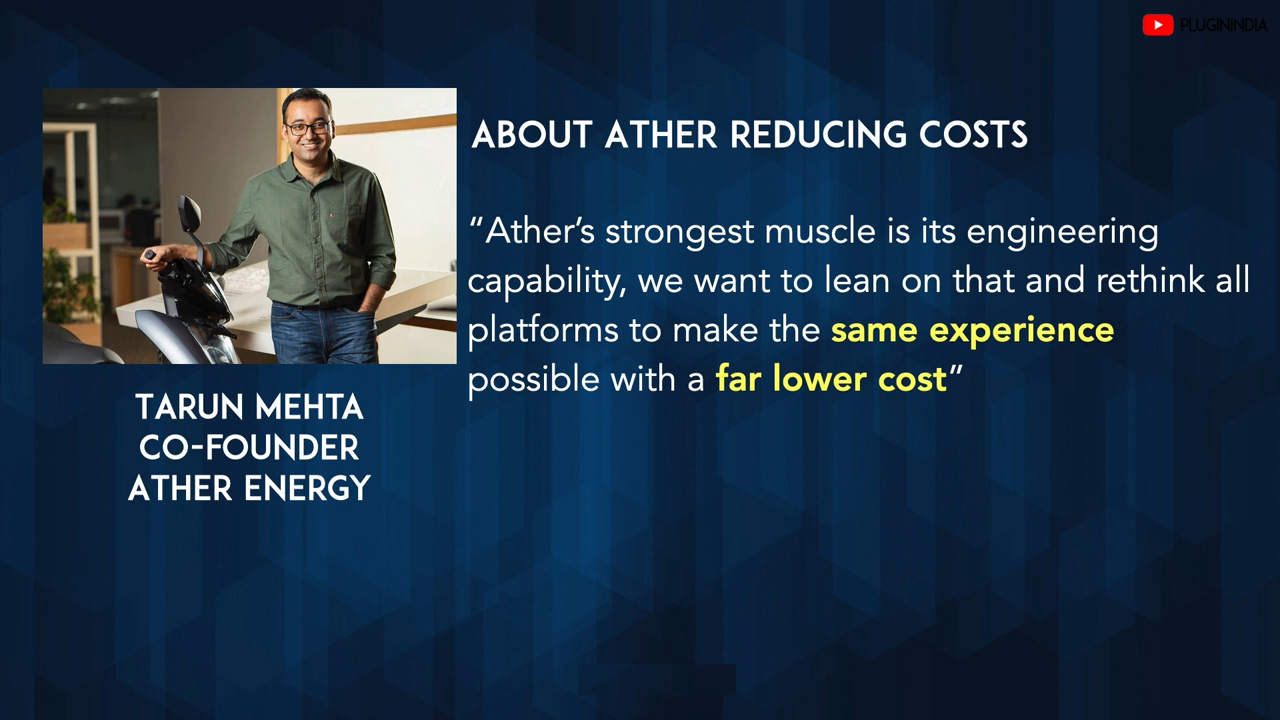 PLUGININDIA
ABOUT ATHER REDUCING COSTS
“Ather’s strongest muscle is its engineering
capability, we want to lean on that and rethink all
platforms to make the same experience
possible with a far lower cost”
TARUN MEHTA
CO-FOUNDER
ATHER ENERGY